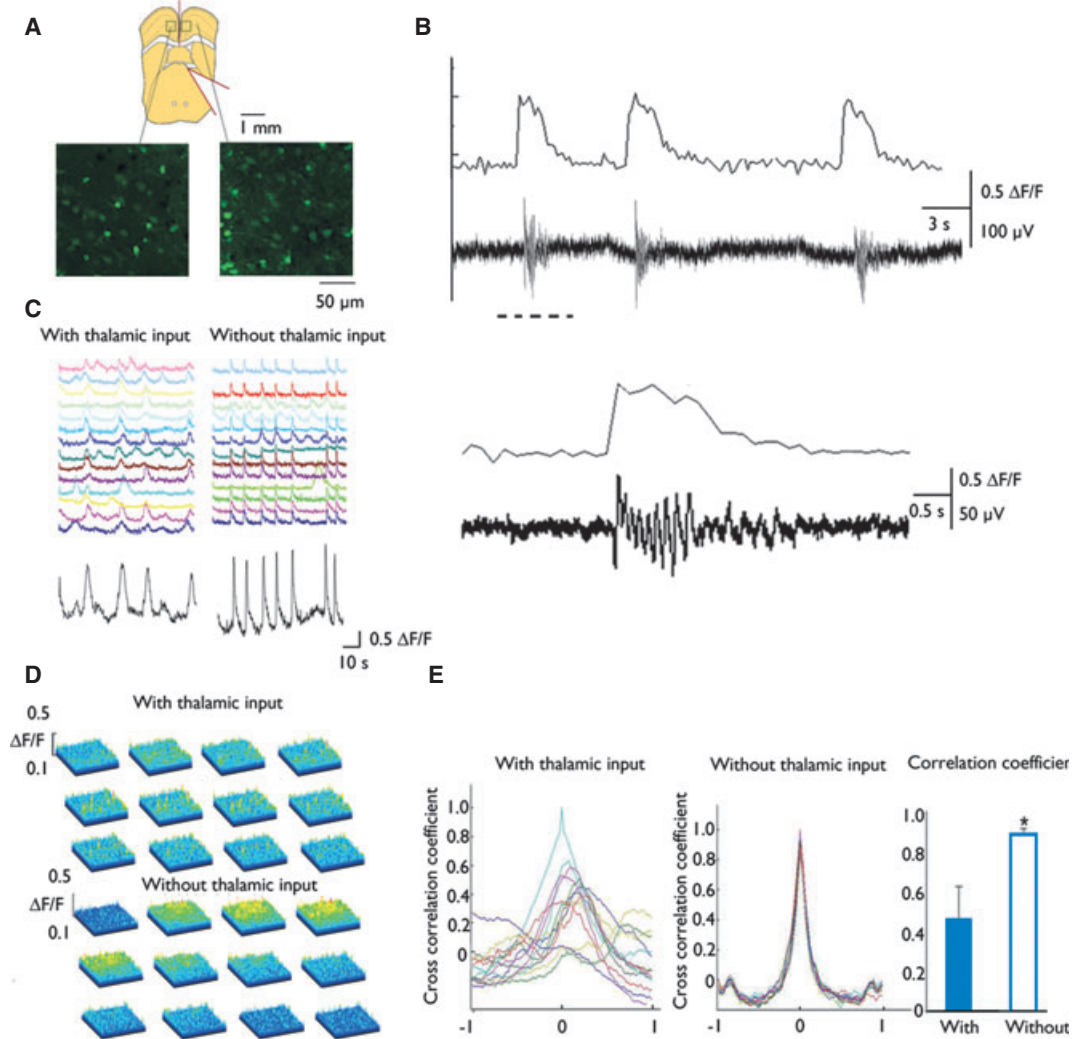 A
1 mm
50 µm
B
0.5 ΔF/F
3 s
100 µV
0.5 ΔF/F
0.5 s
50 µV
C
With thalamic input
Without thalamic input
0.5 ΔF/F
10 s
D
With thalamic input
0.5
ΔF/F
0.1
0.5
Without thalamic input
ΔF/F
0.1
E
With thalamic input
Cross correlation coefficient
1.0
0.8
0.6
0.4
0.2
0
-1
0
1
Without thalamic input
Cross correlation coefficient
1.0
0.8
0.6
0.4
0.2
0
-1
0
1
Correlation coefficien
1.0
0.8
0.6
0.4
0.2
0
*
With
Without